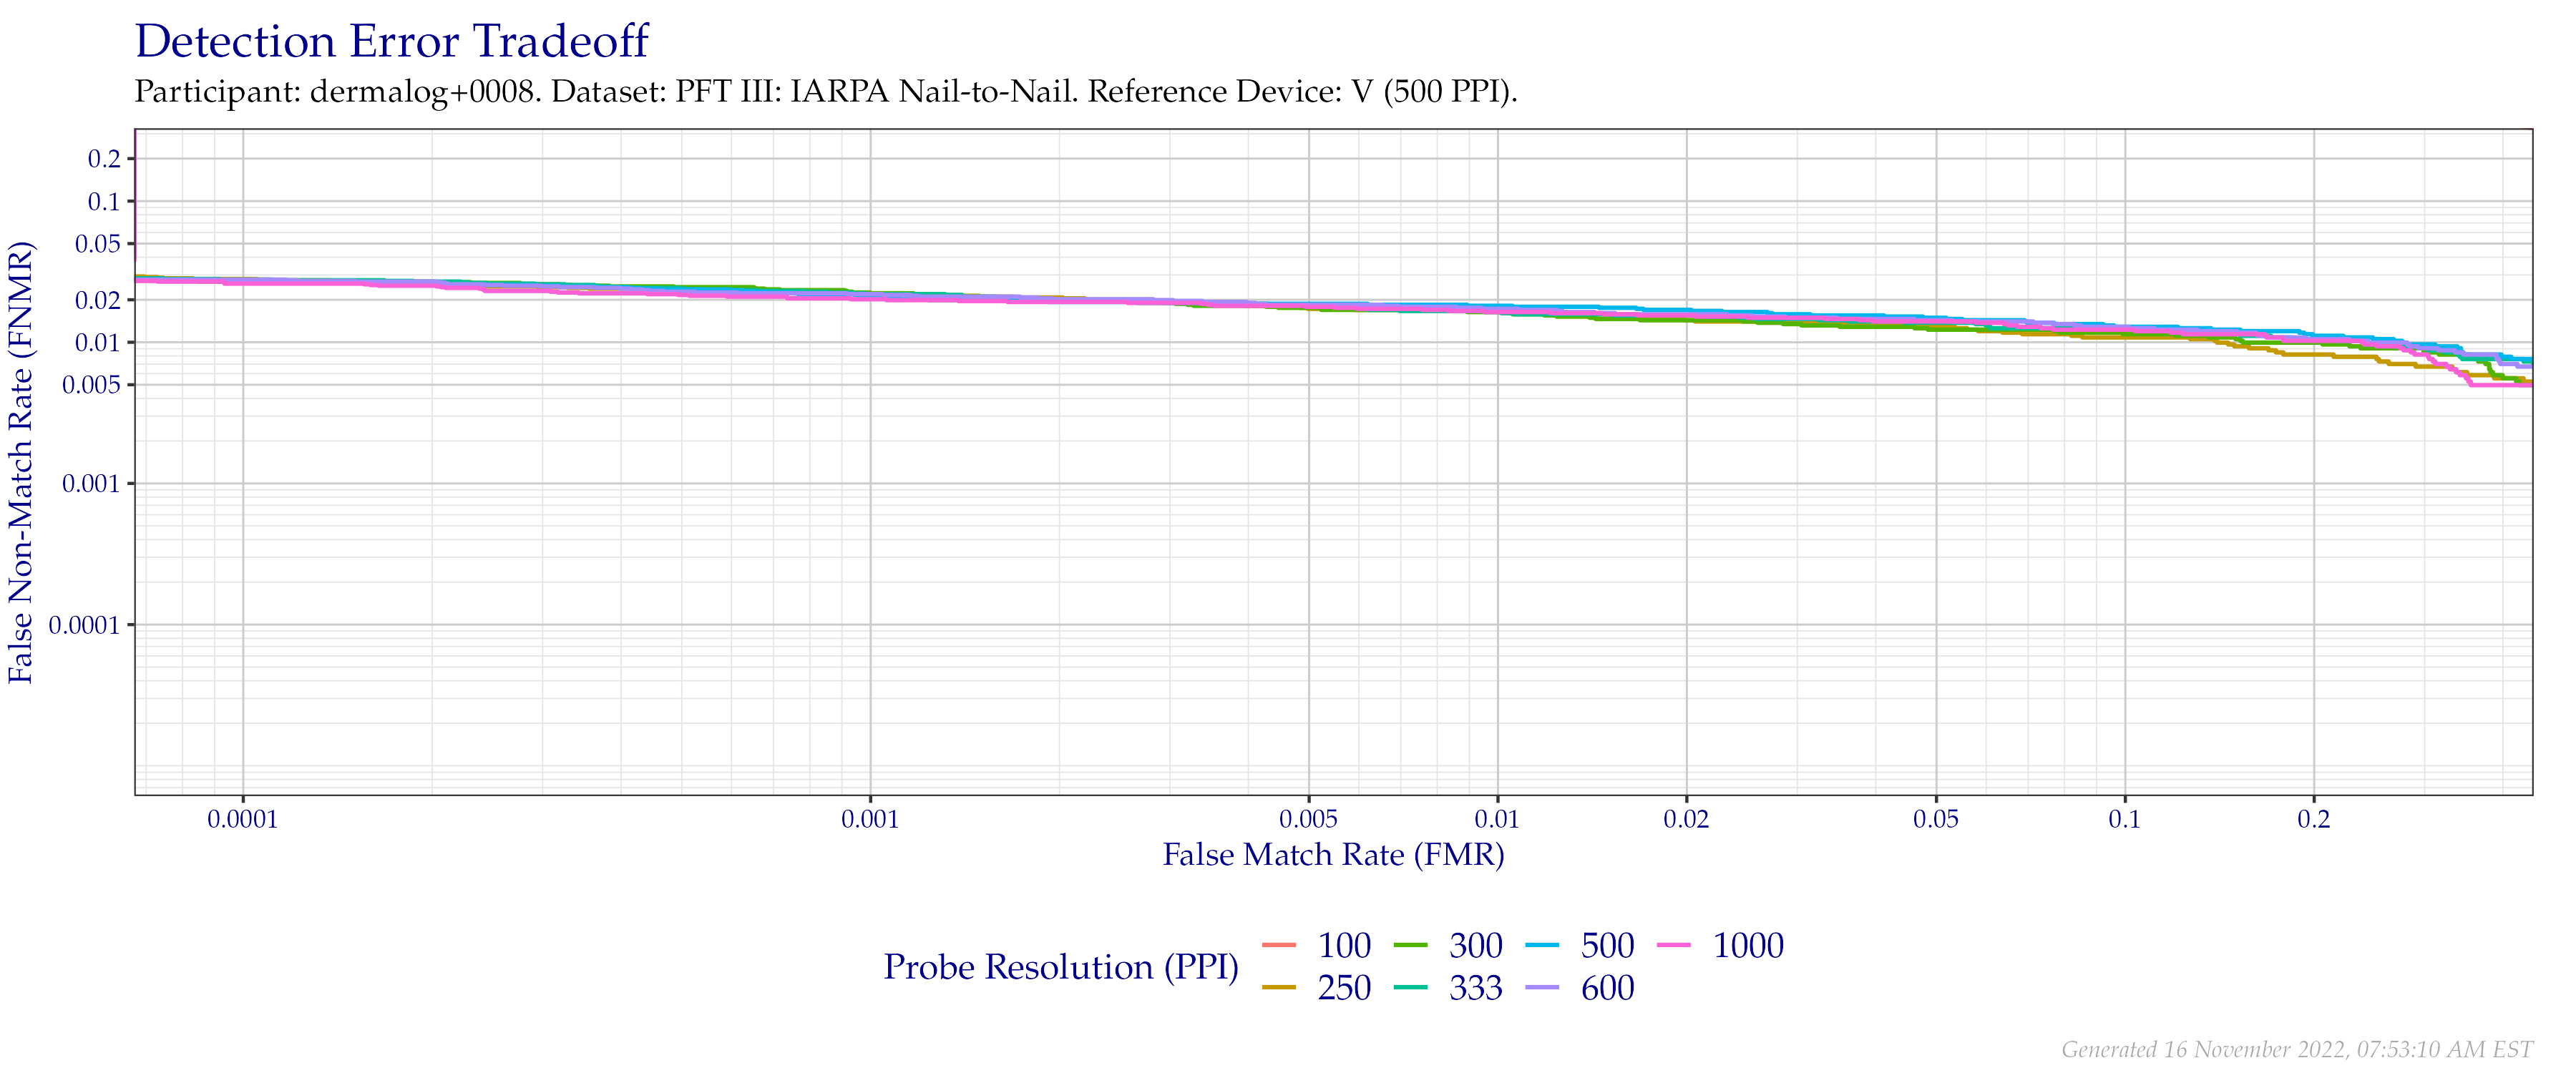 Detection Error Tradeoff
Participant: dermalog+0008. Dataset: PFT III: IARPA Nail-to-Nail. Reference Device: V (500 PPI).
False Non-Match Rate (FNMR)
0.2
0.1
0.05
0.02
0.01
0.005
0.001
0.0001
0.0001 0.001 0.005 0.01 0.02 0.05 0.1 0.2
False Match Rate (FMR)
Probe Resolution (PPI)
100 300 500 1000
250 333 600
Generated 16 November 2022, 07:53:10 AM EST